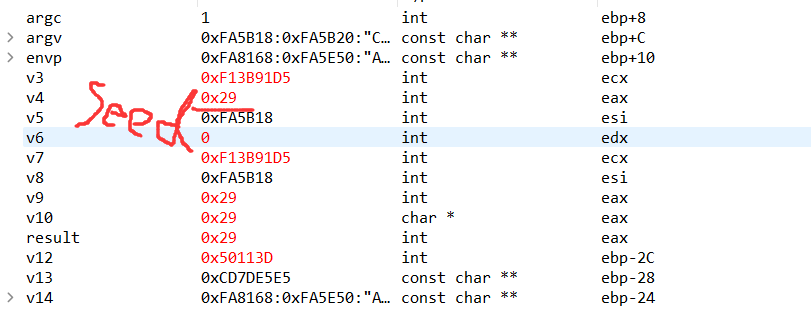 argc 1 int ebp+8
argv 0xFA5B18:0xFA5B20:"C… const char ** ebp+C
envp 0xFA8168:0xFA5E50:"A… const char ** ebp+10
v3 0xF13B91D5 int ecx
v4 0x29 int eax
Seed
v5 0xFA5B18 int esi
v6 0 int edx
v7 0xF13B91D5 int ecx
v8 0xFA5B18 int esi
v9 0x29 int eax
v10 0x29 char * eax
result 0x29 int eax
v12 0x50113D int ebp-2C
v13 0xCD7DE5E5 const char ** ebp-28
v14 0xFA8168:0xFA5E50:"A… const char ** ebp-24